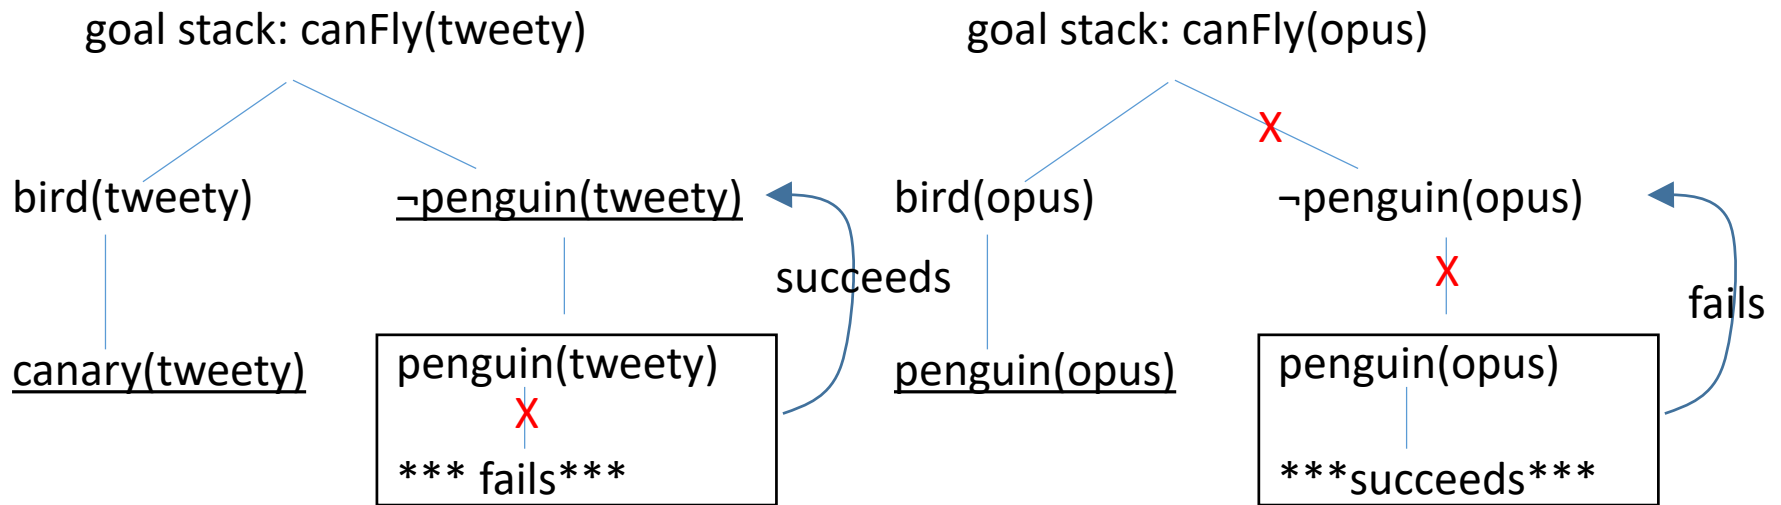 goal stack: canFly(tweety)
bird(tweety)
¬penguin(tweety)
succeeds
canary(tweety)
penguin(tweety)
X
*** fails***
goal stack: canFly(opus)
X
bird(opus)
¬penguin(opus)
X
fails
penguin(opus)
penguin(opus)
***succeeds***